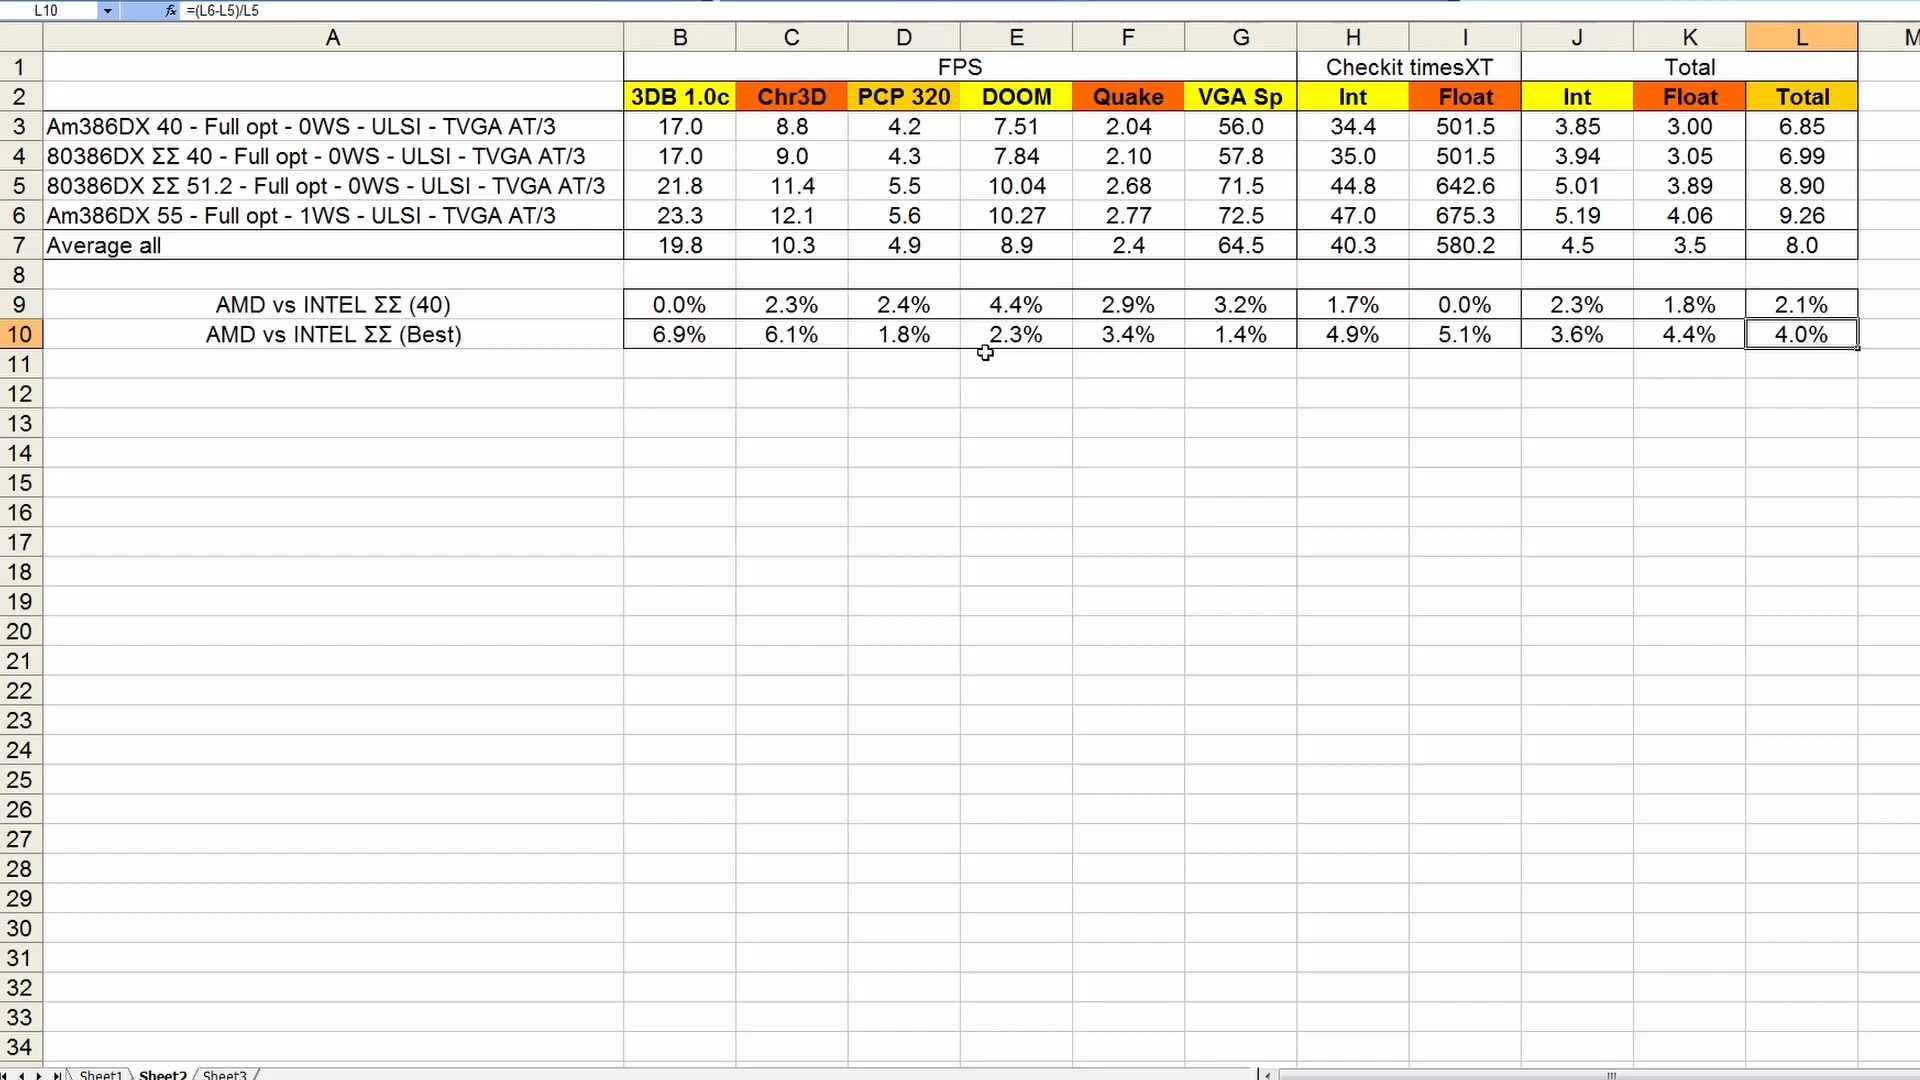 L10 fx =(L6-L5)/L5
A B C D E F G H I J K L M
1 FPS Checkit timesXT Total
2 3DB 1.0c Chr3D PCP 320 DOOM Quake VGA Sp Int Float Int Float Total
3 Am386DX 40 - Full opt - 0WS - ULSI - TVGA AT/3 17.0 8.8 4.2 7.51 2.04 56.0 34.4 501.5 3.85 3.00 6.85
4 80386DX ΣΣ 40 - Full opt - 0WS - ULSI - TVGA AT/3 17.0 9.0 4.3 7.84 2.10 57.8 35.0 501.5 3.94 3.05 6.99
5 80386DX ΣΣ 51.2 - Full opt - 0WS - ULSI - TVGA AT/3 21.8 11.4 5.5 10.04 2.68 71.5 44.8 642.6 5.01 3.89 8.90
6 Am386DX 55 - Full opt - 1WS - ULSI - TVGA AT/3 23.3 12.1 5.6 10.27 2.77 72.5 47.0 675.3 5.19 4.06 9.26
7 Average all 19.8 10.3 4.9 8.9 2.4 64.5 40.3 580.2 4.5 3.5 8.0
8
9 AMD vs INTEL ΣΣ (40) 0.0% 2.3% 2.4% 4.4% 2.9% 3.2% 1.7% 0.0% 2.3% 1.8% 2.1%
10 AMD vs INTEL ΣΣ (Best) 6.9% 6.1% 1.8% 2.3% 3.4% 1.4% 4.9% 5.1% 3.6% 4.4% 4.0%
11
12
13
14
15
16
17
18
19
20
21
22
23
24
25
26
27
28
29
30
31
32
33
34
Sheet1 Sheet2 Sheet3